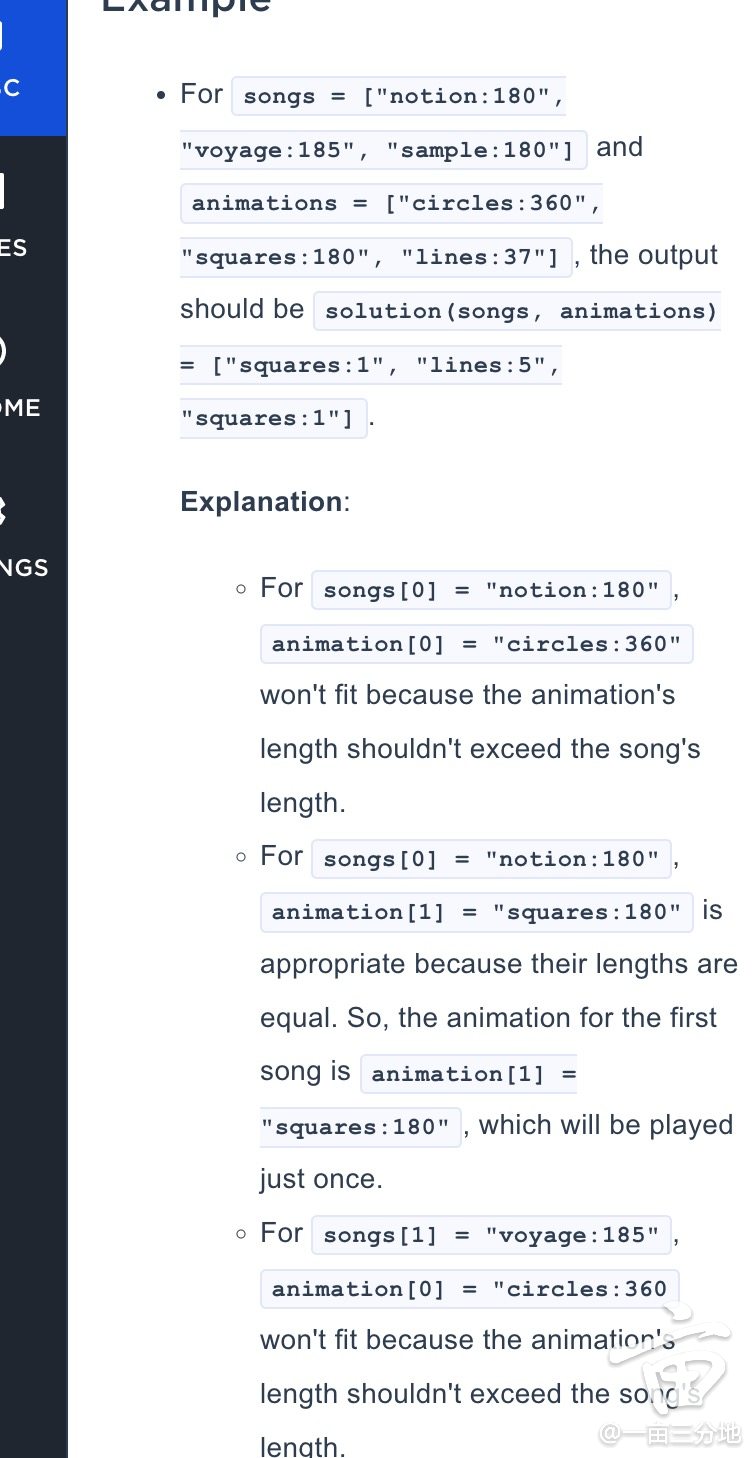 Example
For songs = ["notion:180",
"voyage:185", "sample:180"] and
animations = ["circles:360",
"squares:180", "lines:37"] , the output
should be solution(songs, animations)
= ["squares:1", "lines:5",
"squares:1"] .
Explanation:
For songs[0] = "notion:180" ,
animation[0] = "circles:360"
won't fit because the animation's
length shouldn't exceed the song's
length.
For songs[0] = "notion:180" ,
animation[1] = "squares:180" is
appropriate because their lengths are
equal. So, the animation for the first
song is animation[1] =
"squares:180" , which will be played
just once.
For songs[1] = "voyage:185" ,
animation[0] = "circles:360
won't fit because the animation's
length shouldn't exceed the song's
length.
C
ES
OME
NGS
亩
@一亩三分地